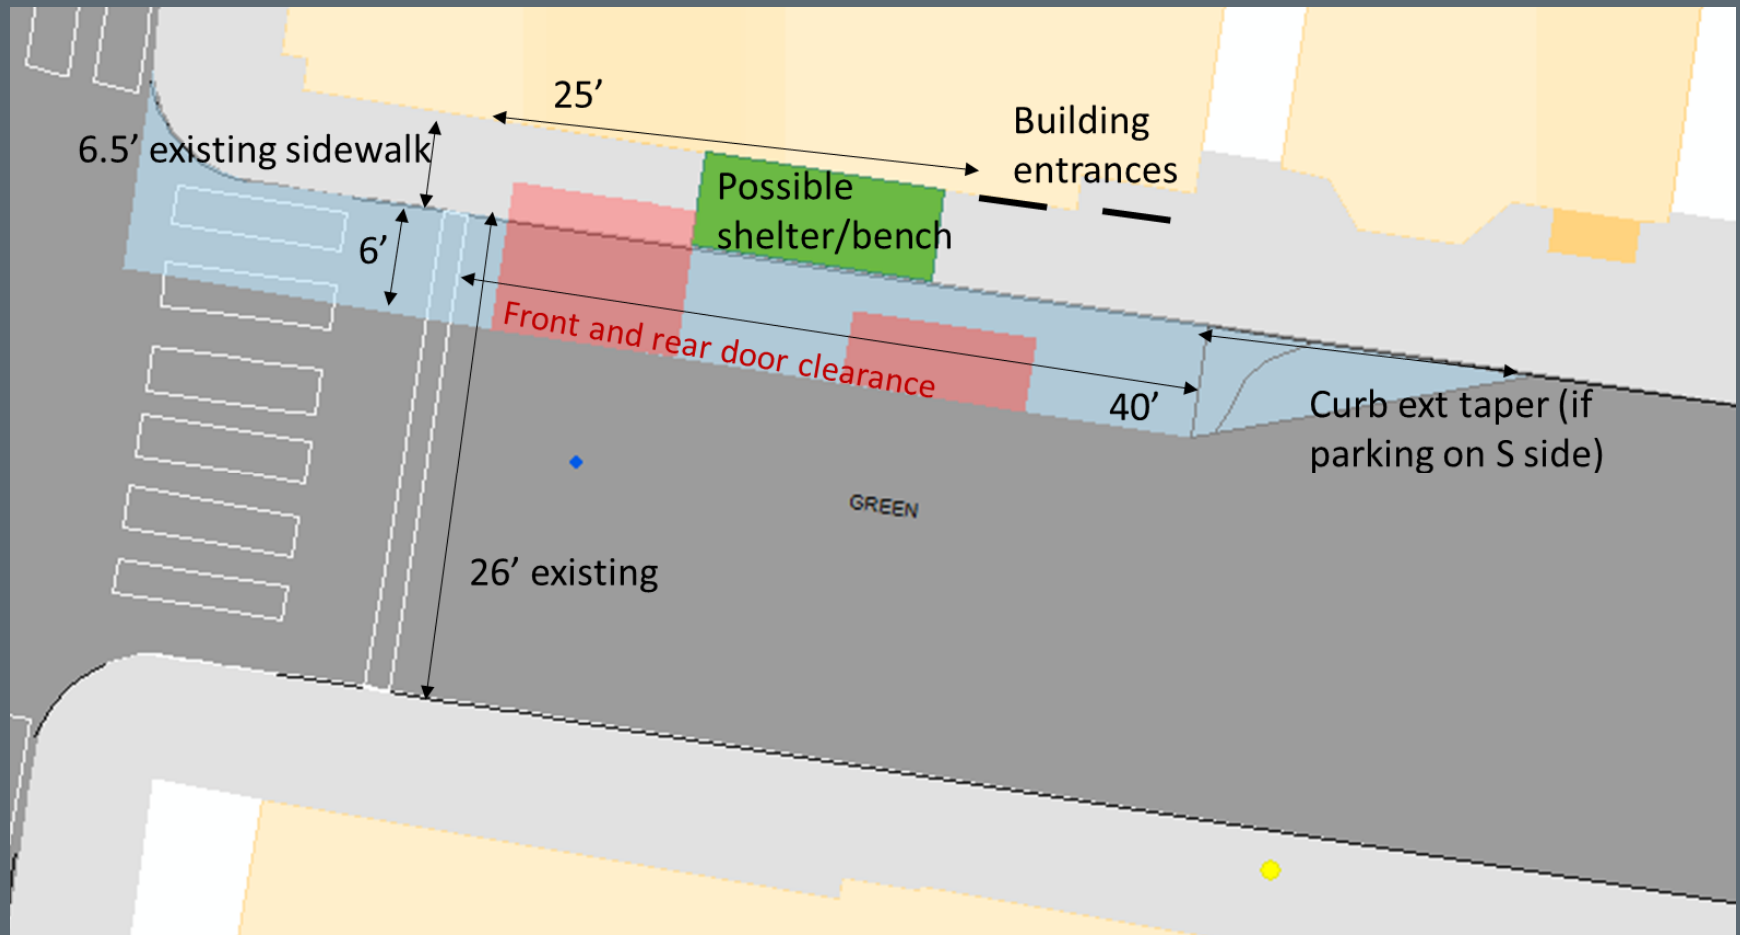 25’
Building
entrances
6.5’ existing sidewalk
Possible
shelter/bench
6’
Front and rear door clearance
40’
Curb ext taper (if
parking on S side)
GREEN
26’ existing